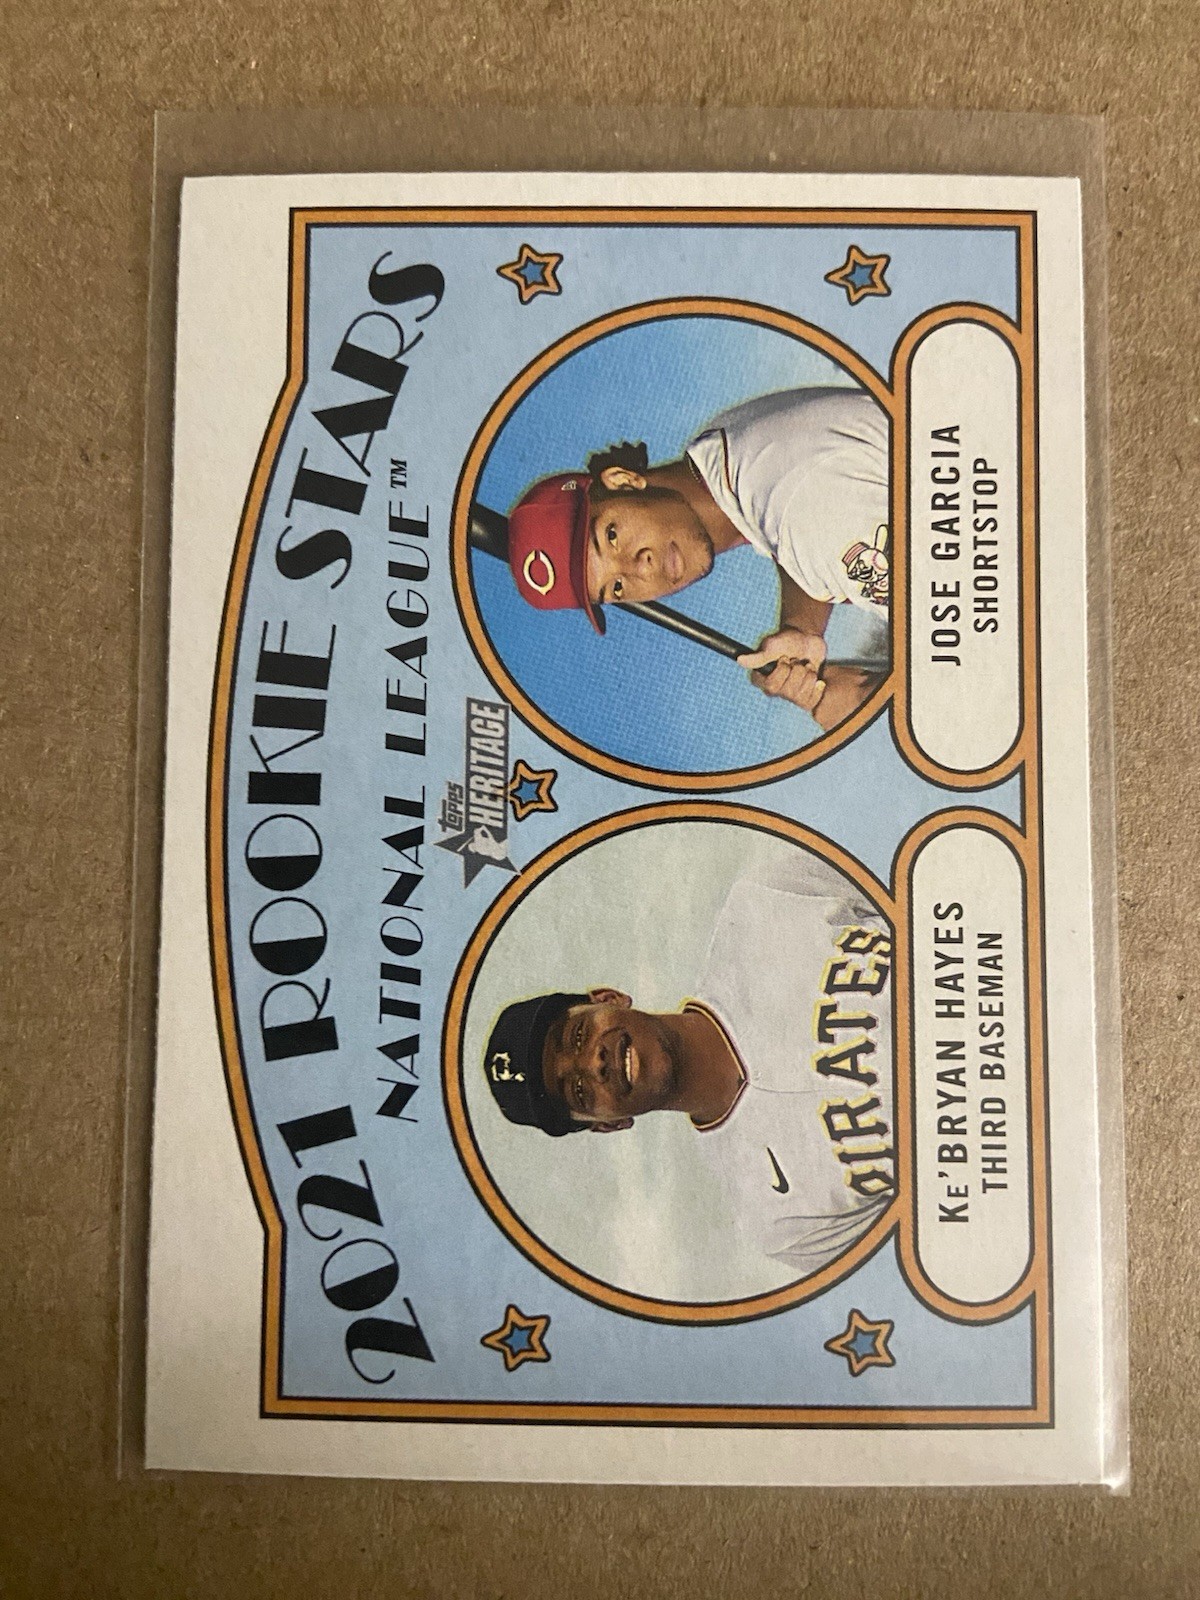 2021 ROOKIE STARS
NATIONAL LEAGUE™
TOPPS
HERITAGE
C
P
PIRATES
Ke'BRYAN HAYES
THIRD BASEMAN
JOSE GARCIA
SHORTSTOP